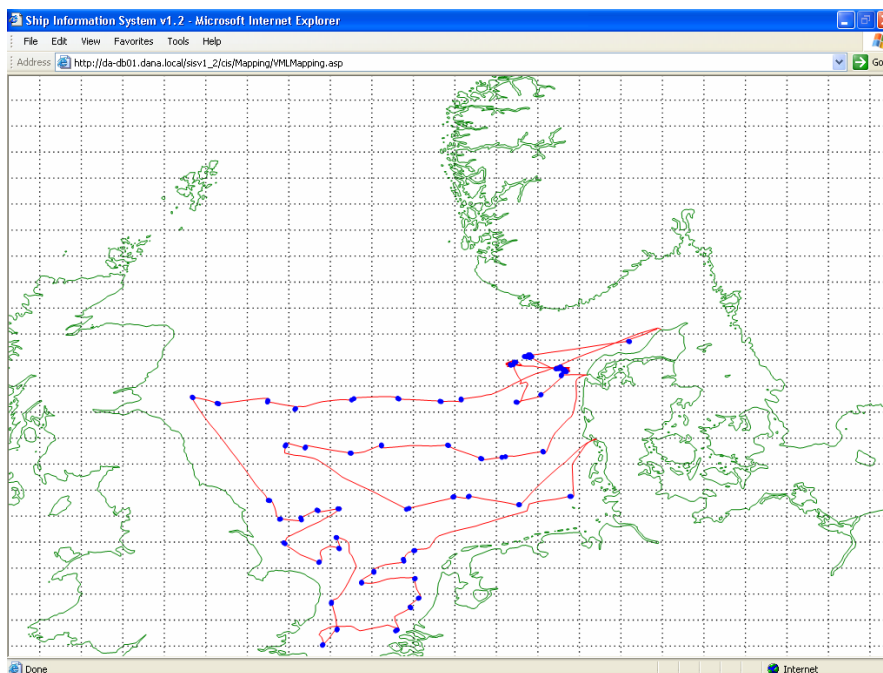 Ship Information System v1.2 - Microsoft Internet Explorer
File Edit View Favorites Tools Help
Address http://da-db01.dana.local/sisv1_2/cis/Mapping/VMLMapping.asp Go
Done Internet